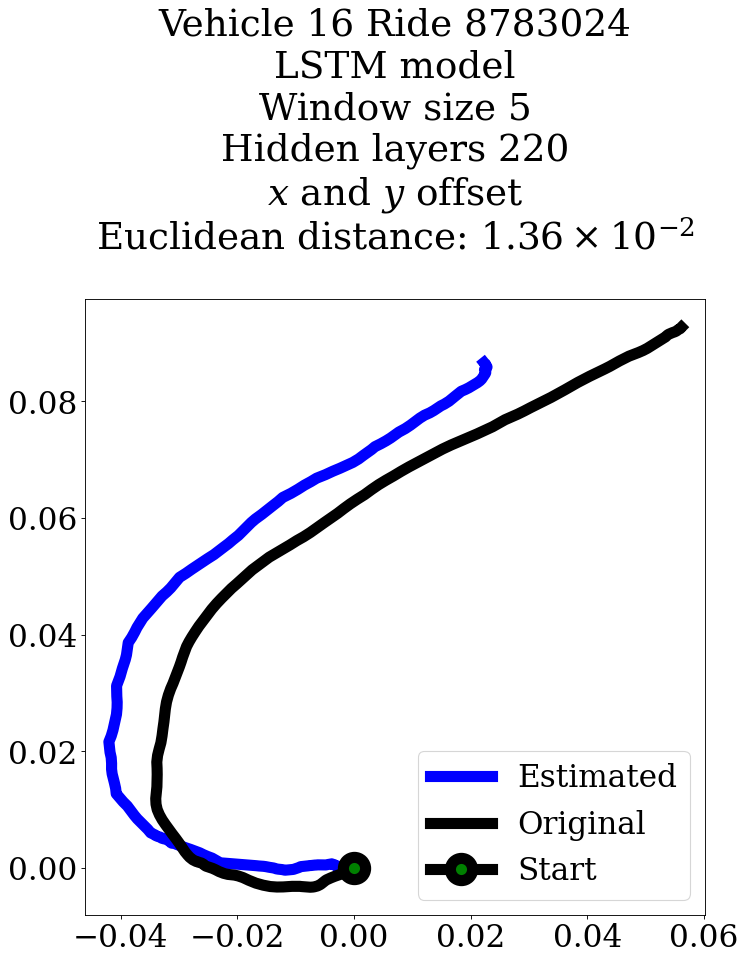 Vehicle 16 Ride 8783024
LSTM model
Window size 5
Hidden layers 220
x and y offset
Euclidean distance: 1.36 × 10⁻²
0.08
0.06
0.04
0.02
0.00
Estimated
Original
Start
−0.04 −0.02 0.00 0.02 0.04 0.06